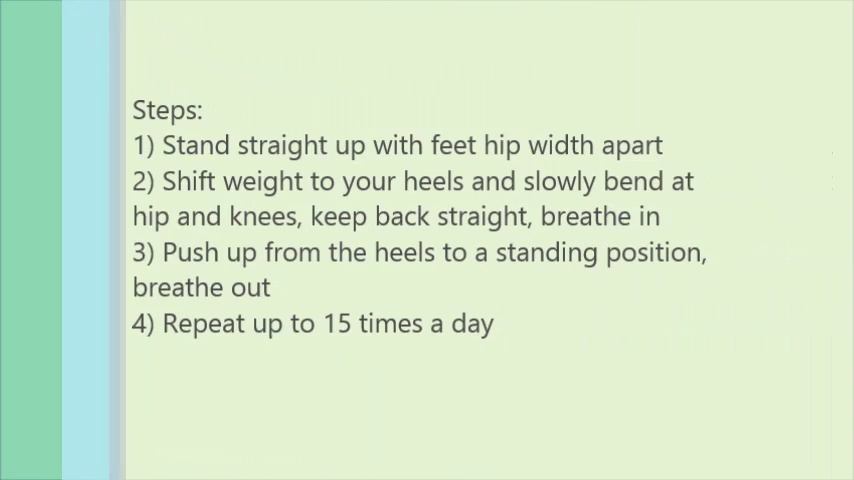 Steps:
1) Stand straight up with feet hip width apart
2) Shift weight to your heels and slowly bend at
hip and knees, keep back straight, breathe in
3) Push up from the heels to a standing position,
breathe out
4) Repeat up to 15 times a day